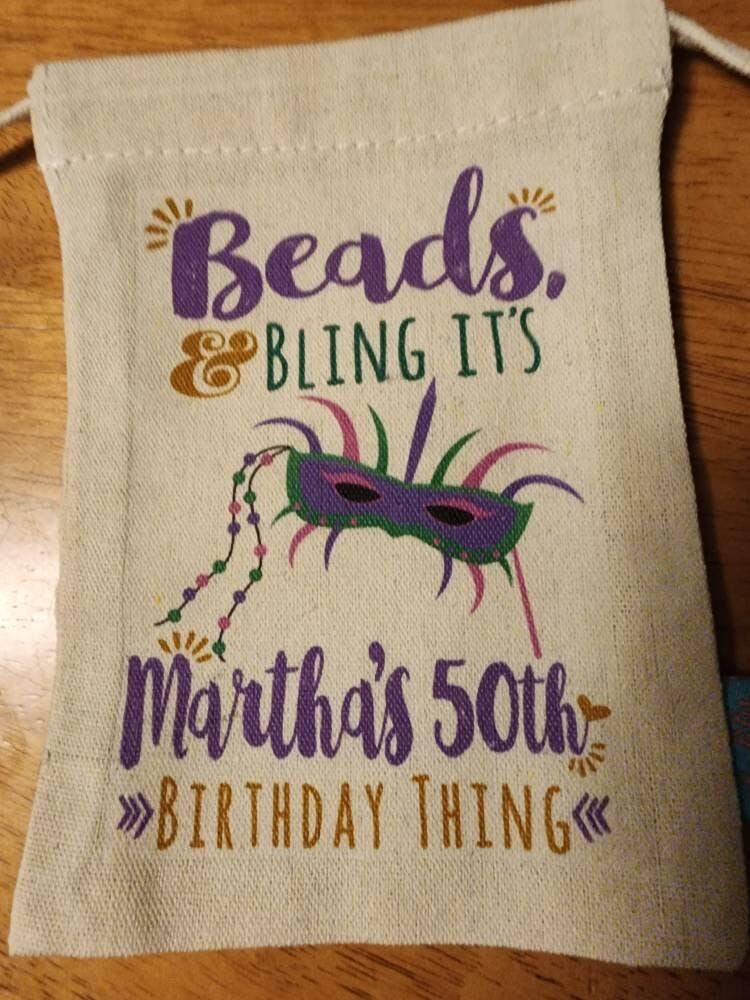 Beads,
& BLING IT'S
Martha's 50th
BIRTHDAY THING